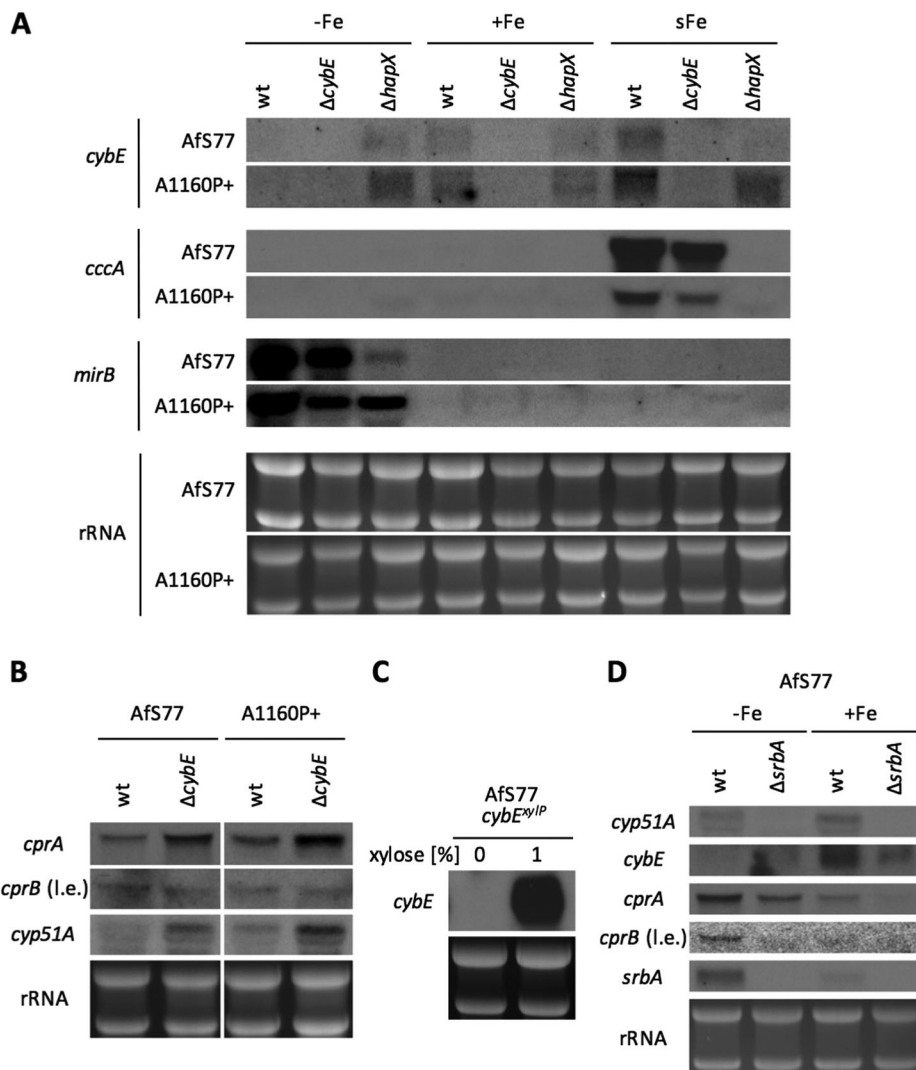 A
-Fe +Fe sFe
wt ΔcybE ΔhapX wt ΔcybE ΔhapX wt ΔcybE ΔhapX
cybE
AfS77
A1160P+
cccA
AfS77
A1160P+
mirB
AfS77
A1160P+
rRNA
AfS77
A1160P+
B
AfS77 A1160P+
wt ΔcybE wt ΔcybE
cprA
cprB (l.e.)
cyp51A
rRNA
C
AfS77
cybExylP
xylose [%] 0 1
cybE
D
AfS77
-Fe +Fe
wt ΔsrbA wt ΔsrbA
cyp51A
cybE
cprA
cprB (l.e.)
srbA
rRNA